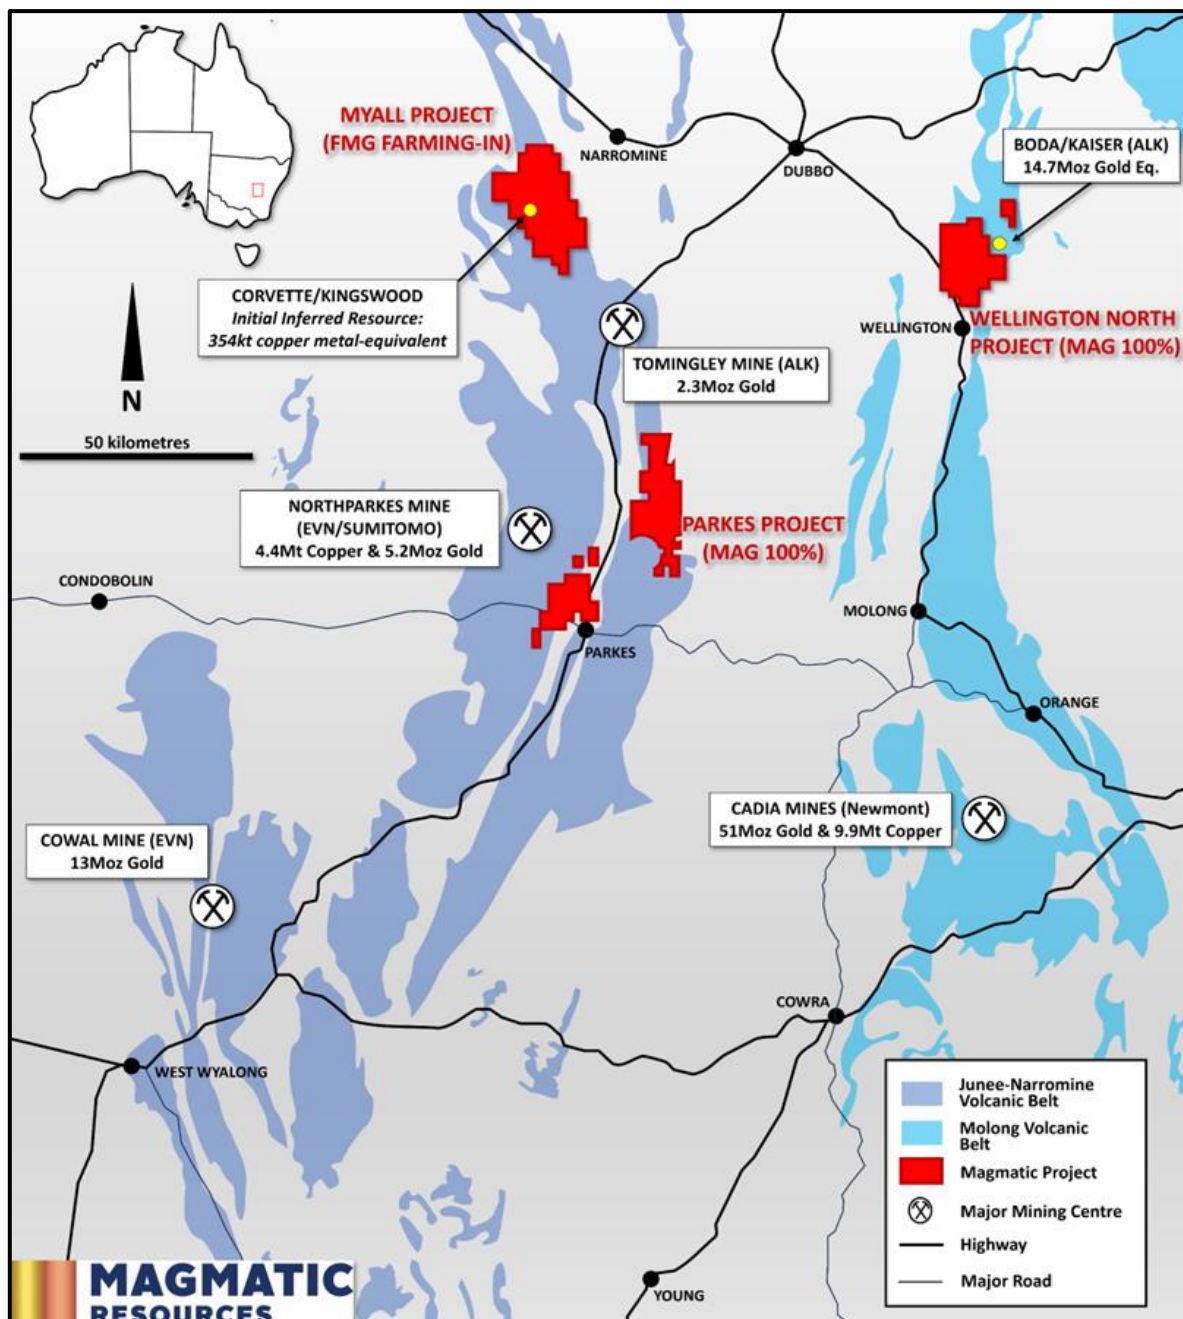 MYALL PROJECT
(FMG FARMING-IN)
NARROMINE
DUBBO
BODA/KAISER (ALK)
14.7Moz Gold Eq.
CORVETTE/KINGSWOOD
Initial Inferred Resource:
354kt copper metal-equivalent
WELLINGTON
WELLINGTON NORTH
PROJECT (MAG 100%)
TOMINGLEY MINE (ALK)
2.3Moz Gold
N
50 kilometres
NORTHPARKES MINE
(EVN/SUMITOMO)
4.4Mt Copper & 5.2Moz Gold
PARKES PROJECT
(MAG 100%)
CONDOBOLIN
MOLONG
PARKES
ORANGE
CADIA MINES (Newmont)
51Moz Gold & 9.9Mt Copper
COWAL MINE (EVN)
13Moz Gold
COWRA
WEST WYALONG
YOUNG
Junee-Narromine
Volcanic Belt
Molong Volcanic
Belt
Magmatic Project
Major Mining Centre
Highway
Major Road
MAGMATIC
RESOURCES